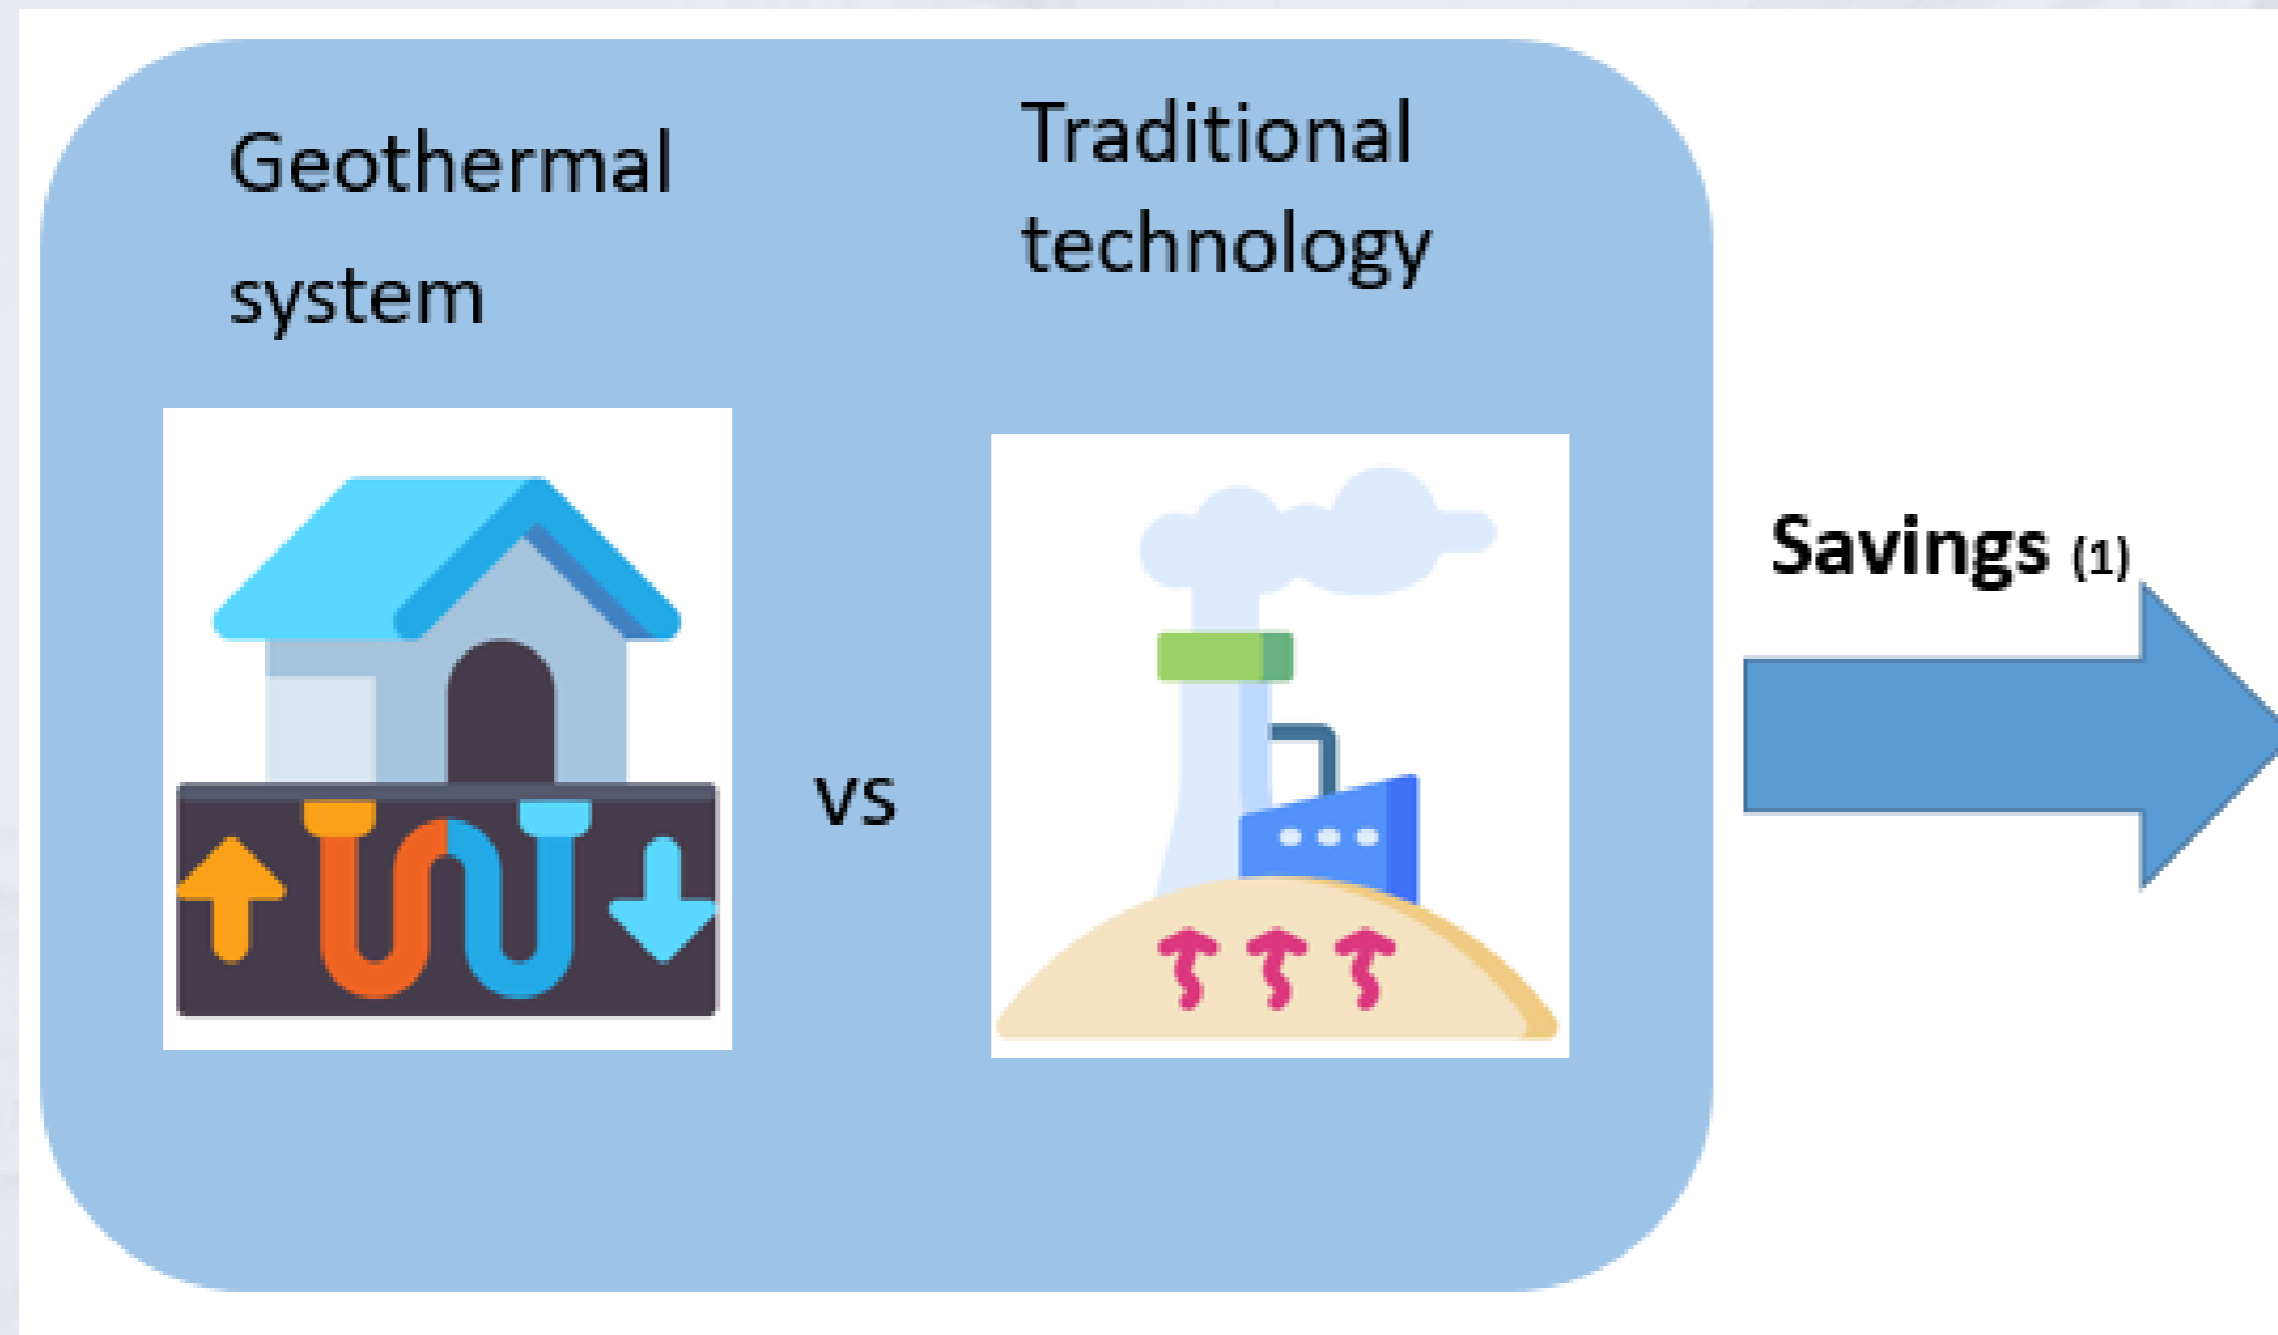 Geothermal
system
Traditional
technology
vs
Savings (1)